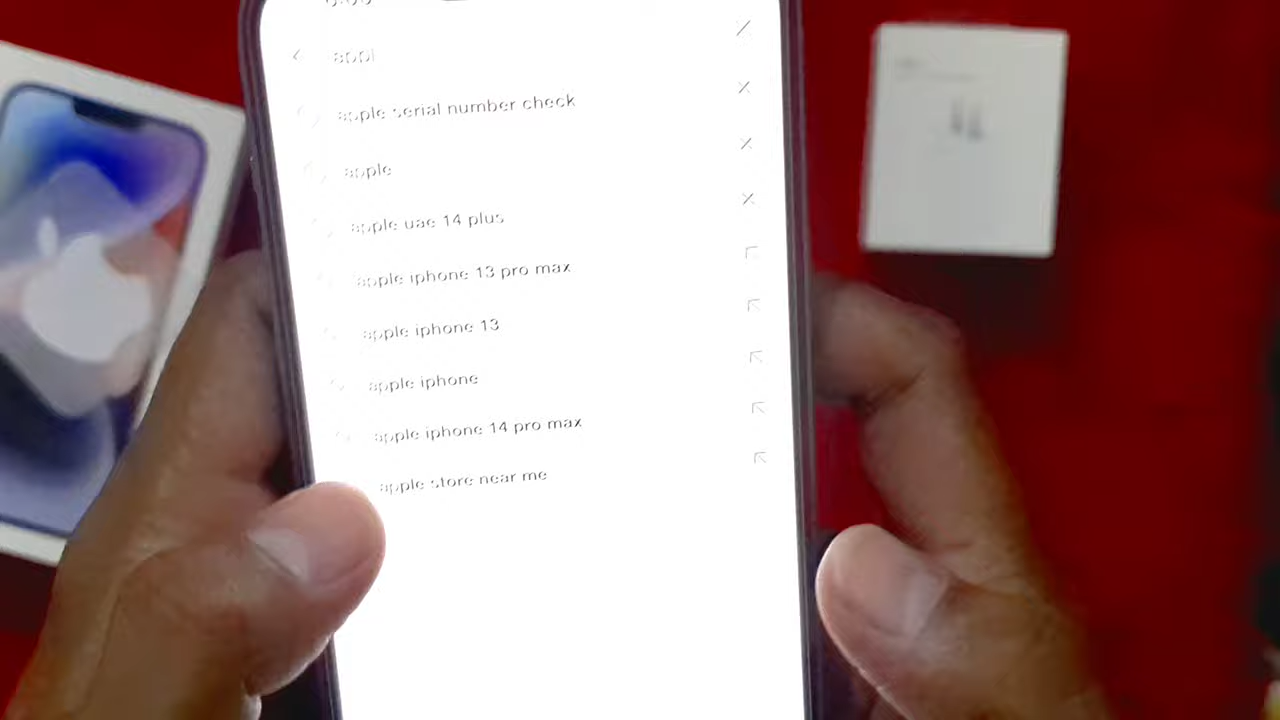 appl
apple serial number check
apple
apple uae 14 plus
apple iphone 13 pro max
apple iphone 13
apple iphone
apple iphone 14 pro max
apple store near me